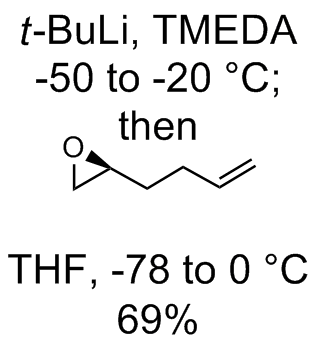 t-BuLi, TMEDA
-50 to -20 °C;
then
O
THF, -78 to 0 °C
69%